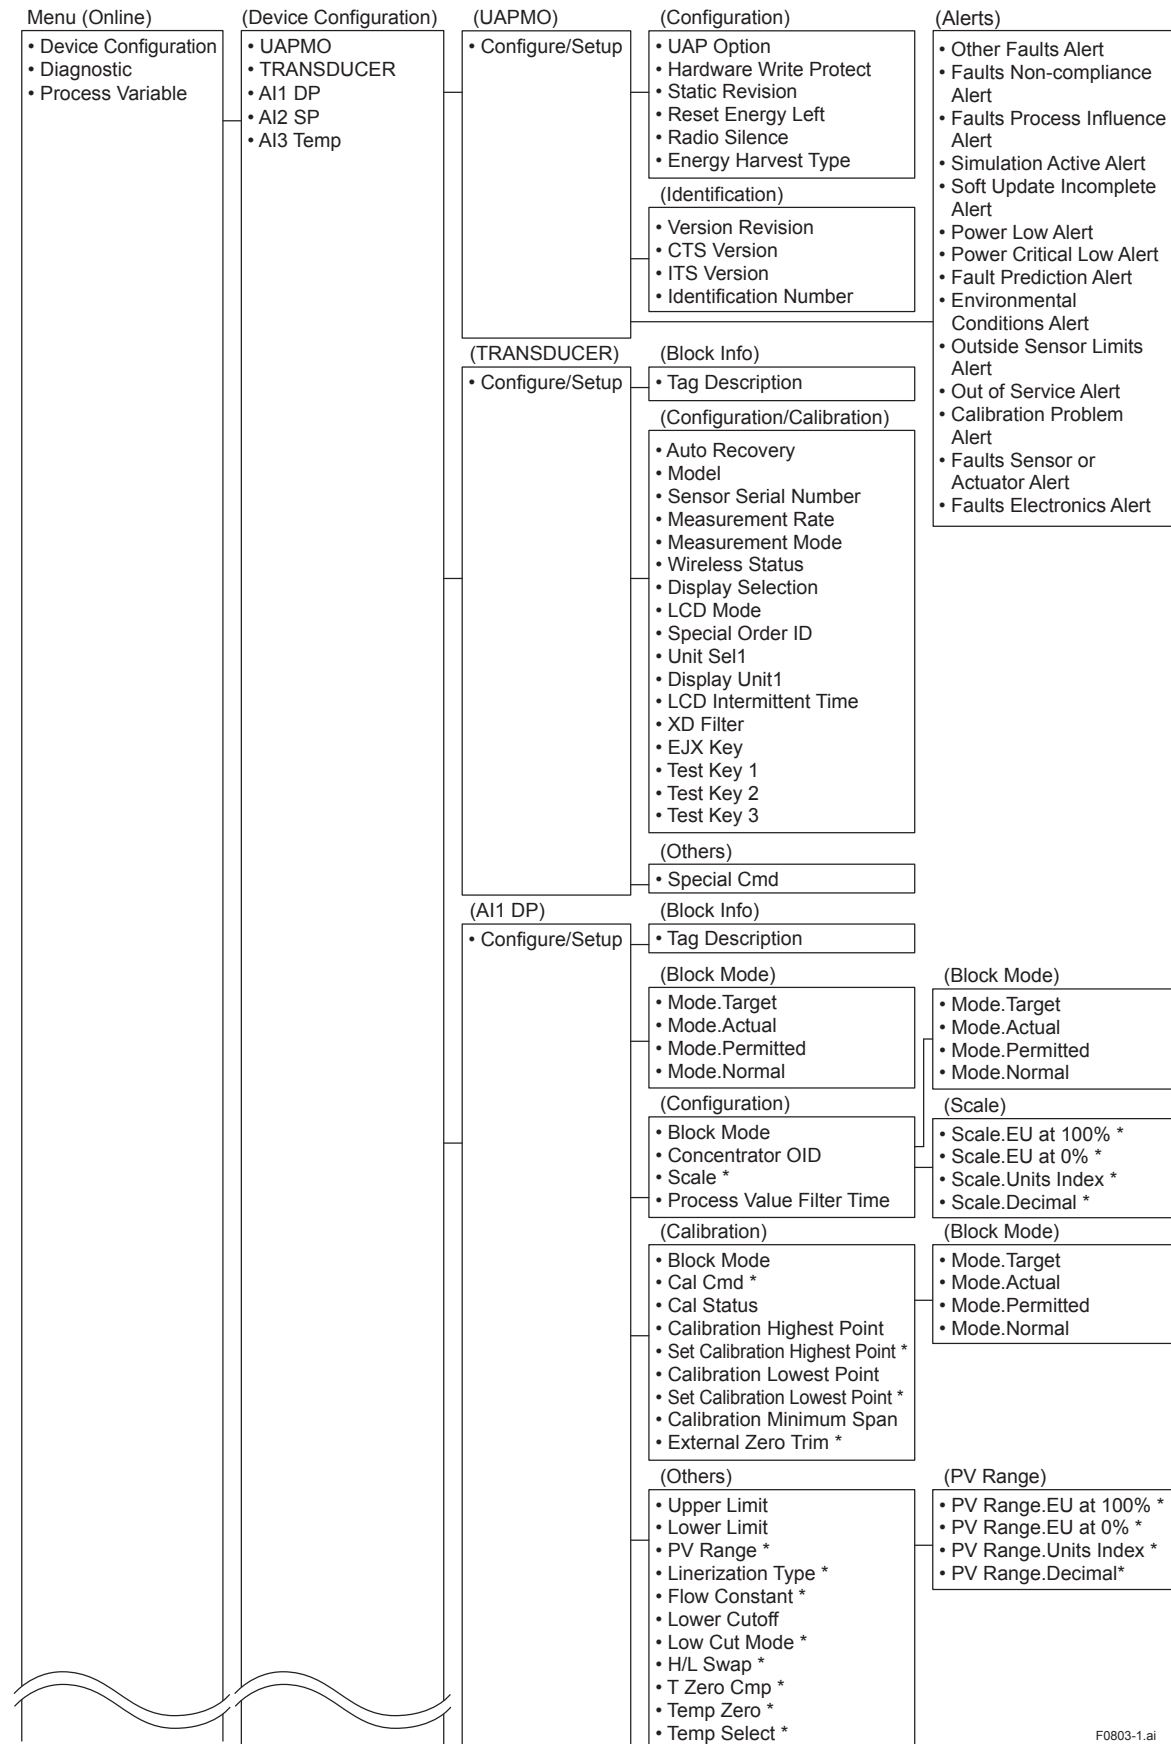 Menu (Online)
• Device Configuration
• Diagnostic
• Process Variable
(Device Configuration)
• UAPMO
• TRANSDUCER
• AI1 DP
• AI2 SP
• AI3 Temp
(UAPMO)
• Configure/Setup
(Configuration)
• UAP Option
• Hardware Write Protect
• Static Revision
• Reset Energy Left
• Radio Silence
• Energy Harvest Type
(Identification)
• Version Revision
• CTS Version
• ITS Version
• Identification Number
(Alerts)
• Other Faults Alert
• Faults Non-compliance
Alert
• Faults Process Influence
Alert
• Simulation Active Alert
• Soft Update Incomplete
Alert
• Power Low Alert
• Power Critical Low Alert
• Fault Prediction Alert
• Environmental
Conditions Alert
• Outside Sensor Limits
Alert
• Out of Service Alert
• Calibration Problem
Alert
• Faults Sensor or
Actuator Alert
• Faults Electronics Alert
(TRANSDUCER)
• Configure/Setup
(Block Info)
• Tag Description
(Configuration/Calibration)
• Auto Recovery
• Model
• Sensor Serial Number
• Measurement Rate
• Measurement Mode
• Wireless Status
• Display Selection
• LCD Mode
• Special Order ID
• Unit Sel1
• Display Unit1
• LCD Intermittent Time
• XD Filter
• EJX Key
• Test Key 1
• Test Key 2
• Test Key 3
(Others)
• Special Cmd
(AI1 DP)
• Configure/Setup
(Block Info)
• Tag Description
(Block Mode)
• Mode.Target
• Mode.Actual
• Mode.Permitted
• Mode.Normal
(Configuration)
• Block Mode
• Concentrator OID
• Scale *
• Process Value Filter Time
(Block Mode)
• Mode.Target
• Mode.Actual
• Mode.Permitted
• Mode.Normal
(Scale)
• Scale.EU at 100% *
• Scale.EU at 0% *
• Scale.Units Index *
• Scale.Decimal *
(Calibration)
• Block Mode
• Cal Cmd *
• Cal Status
• Calibration Highest Point
• Set Calibration Highest Point *
• Calibration Lowest Point
• Set Calibration Lowest Point *
• Calibration Minimum Span
• External Zero Trim *
(Block Mode)
• Mode.Target
• Mode.Actual
• Mode.Permitted
• Mode.Normal
(Others)
• Upper Limit
• Lower Limit
• PV Range *
• Linerization Type *
• Flow Constant *
• Lower Cutoff
• Low Cut Mode *
• H/L Swap *
• T Zero Cmp *
• Temp Zero *
• Temp Select *
(PV Range)
• PV Range.EU at 100% *
• PV Range.EU at 0% *
• PV Range.Units Index *
• PV Range.Decimal*
F0803-1.ai